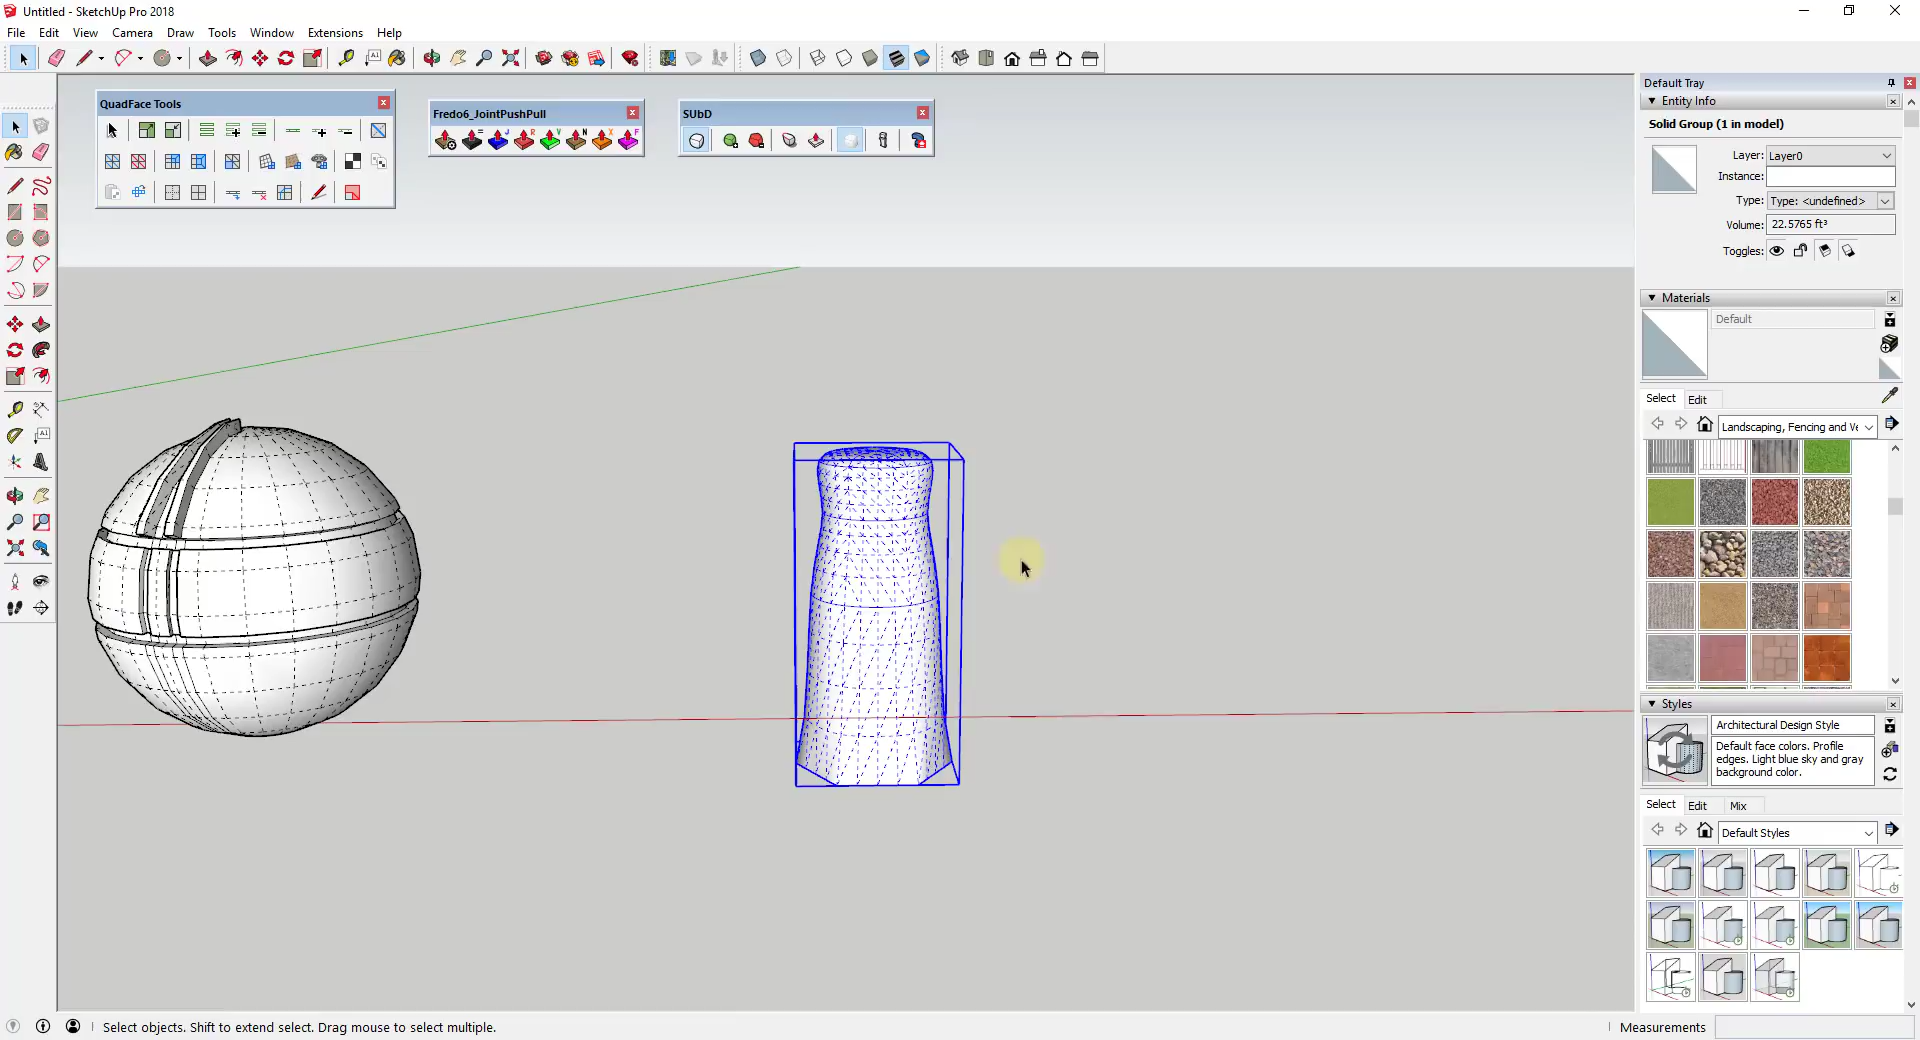 Untitled - SketchUp Pro 2018
File Edit View Camera Draw Tools Window Extensions Help
QuadFace Tools
Fredo6_JointPushPull
SUbD
Default Tray
Entity Info
Solid Group (1 in model)
Layer: Layer0
Instance:
Type: Type: <undefined>
Volume: 22.5765 ft³
Toggles:
Materials
Default
Select Edit
Landscaping, Fencing and Ve
Styles
Architectural Design Style
Default face colors. Profile
edges. Light blue sky and gray
background color.
Select Edit Mix
Default Styles
Select objects. Shift to extend select. Drag mouse to select multiple.
Measurements